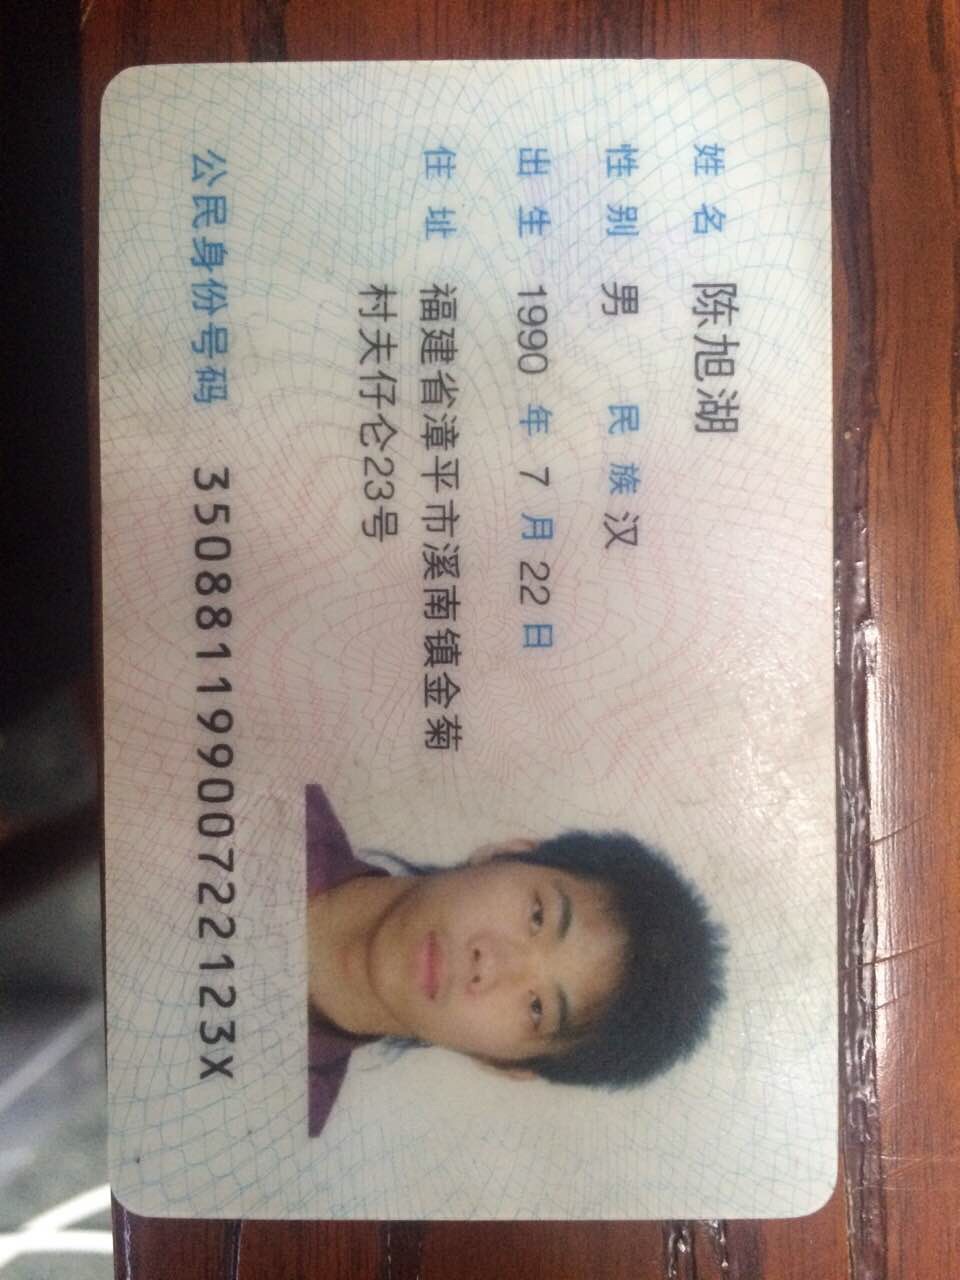 姓名 陈旭湖
性别 男 民族 汉
出生 1990 年 7 月 22 日
住址 福建省漳平市溪南镇金菊
村夫仔仑23号
公民身份号码 35088119900722123X